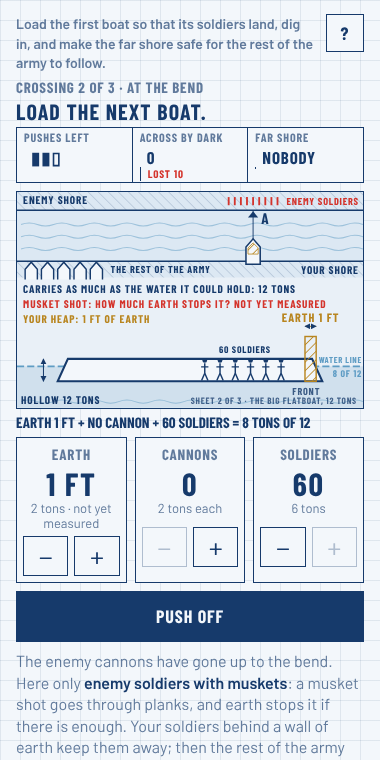 Load the first boat so that its soldiers land, dig
in, and make the far shore safe for the rest of the
army to follow.
?
CROSSING 2 OF 3 · AT THE BEND
LOAD THE NEXT BOAT.
PUSHES LEFT
ACROSS BY DARK
0
LOST 10
FAR SHORE
NOBODY
ENEMY SHORE
ENEMY SOLDIERS
A
THE REST OF THE ARMY
YOUR SHORE
CARRIES AS MUCH AS THE WATER IT COULD HOLD: 12 TONS
MUSKET SHOT: HOW MUCH EARTH STOPS IT? NOT YET MEASURED
YOUR HEAP: 1 FT OF EARTH
EARTH 1 FT
60 SOLDIERS
WATER LINE
8 OF 12
FRONT
HOLLOW 12 TONS
SHEET 2 OF 3 · THE BIG FLATBOAT, 12 TONS
EARTH 1 FT + NO CANNON + 60 SOLDIERS = 8 TONS OF 12
EARTH
1 FT
2 tons · not yet
measured
− +
CANNONS
0
2 tons each
− +
SOLDIERS
60
6 tons
− +
PUSH OFF
The enemy cannons have gone up to the bend.
Here only enemy soldiers with muskets: a musket
shot goes through planks, and earth stops it if
there is enough. Your soldiers behind a wall of
earth keep them away; then the rest of the army